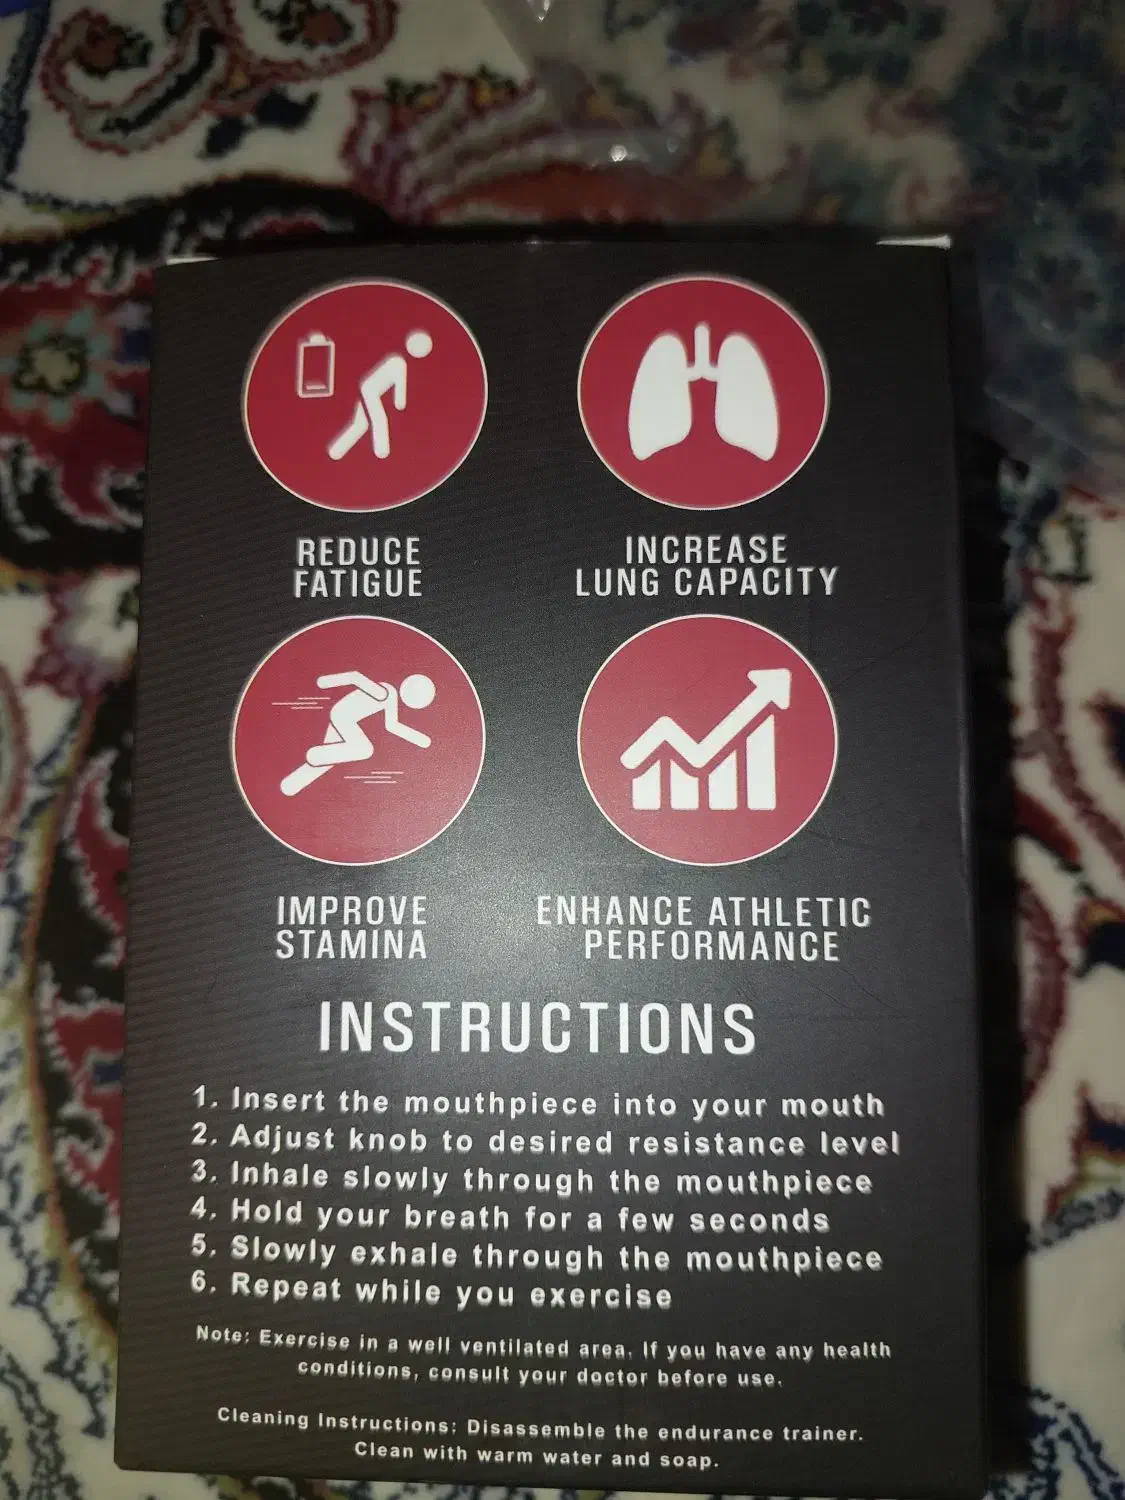 REDUCE
FATIGUE
INCREASE
LUNG CAPACITY
IMPROVE
STAMINA
ENHANCE ATHLETIC
PERFORMANCE
INSTRUCTIONS
1. Insert the mouthpiece into your mouth
2. Adjust knob to desired resistance level
3. Inhale slowly through the mouthpiece
4. Hold your breath for a few seconds
5. Slowly exhale through the mouthpiece
6. Repeat while you exercise
Note: Exercise in a well ventilated area. If you have any health
conditions, consult your doctor before use.
Cleaning Instructions: Disassemble the endurance trainer.
Clean with warm water and soap.